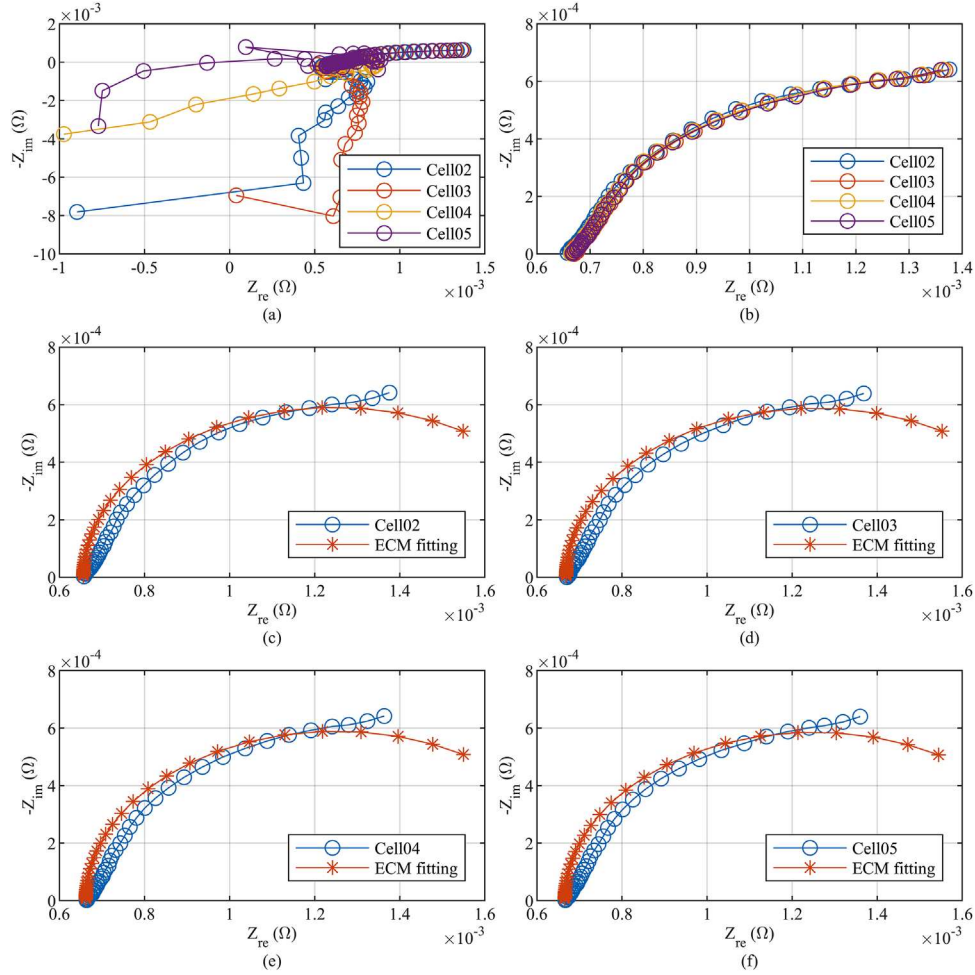 ×10⁻³
2
0
-2
-4
-6
-8
-10
-Z_im (Ω)
Cell02
Cell03
Cell04
Cell05
-1 -0.5 0 0.5 1 1.5
Z_re (Ω)
×10⁻³
(a)
×10⁻⁴
8
6
4
2
0
-Z_im (Ω)
Cell02
Cell03
Cell04
Cell05
0.6 0.7 0.8 0.9 1 1.1 1.2 1.3 1.4
Z_re (Ω)
×10⁻³
(b)
×10⁻⁴
8
6
4
2
0
-Z_im (Ω)
Cell02
ECM fitting
0.6 0.8 1 1.2 1.4 1.6
Z_re (Ω)
×10⁻³
(c)
×10⁻⁴
8
6
4
2
0
-Z_im (Ω)
Cell03
ECM fitting
0.6 0.8 1 1.2 1.4 1.6
Z_re (Ω)
×10⁻³
(d)
×10⁻⁴
8
6
4
2
0
-Z_im (Ω)
Cell04
ECM fitting
0.6 0.8 1 1.2 1.4 1.6
Z_re (Ω)
×10⁻³
(e)
×10⁻⁴
8
6
4
2
0
-Z_im (Ω)
Cell05
ECM fitting
0.6 0.8 1 1.2 1.4 1.6
Z_re (Ω)
×10⁻³
(f)